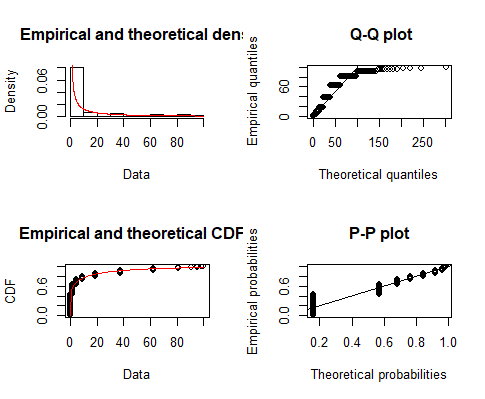 Empirical and theoretical dens
Density
0.00
0.06
0
20
40
60
80
Data
Q-Q plot
Empirical quantiles
0
60
0
50
150
250
Theoretical quantiles
Empirical and theoretical CDF
CDF
0.0
0.6
0
20
40
60
80
Data
P-P plot
Empirical probabilities
0.0
0.6
0.2
0.4
0.6
0.8
1.0
Theoretical probabilities